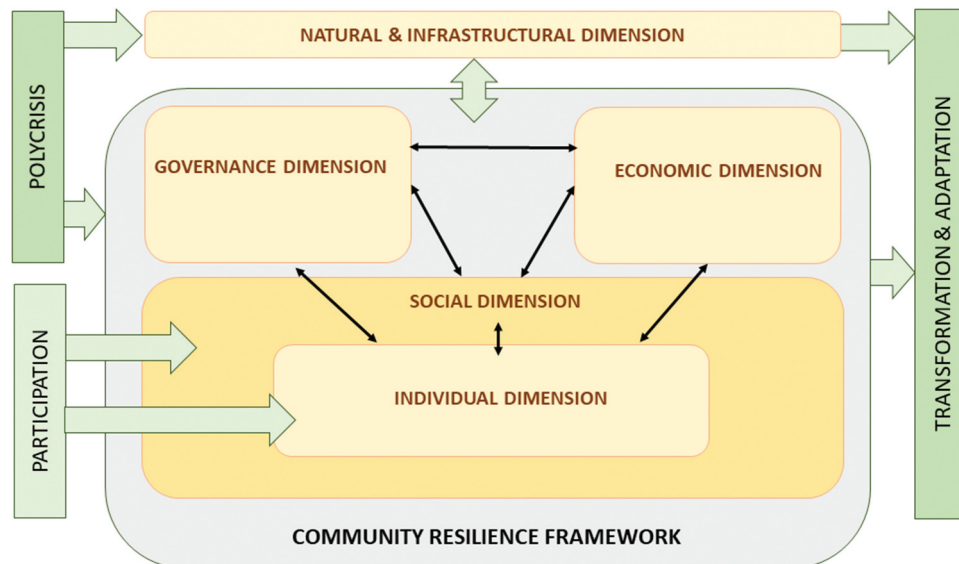 NATURAL & INFRASTRUCTURAL DIMENSION
POLYCRISIS
GOVERNANCE DIMENSION
ECONOMIC DIMENSION
TRANSFORMATION & ADAPTATION
SOCIAL DIMENSION
PARTICIPATION
INDIVIDUAL DIMENSION
COMMUNITY RESILIENCE FRAMEWORK